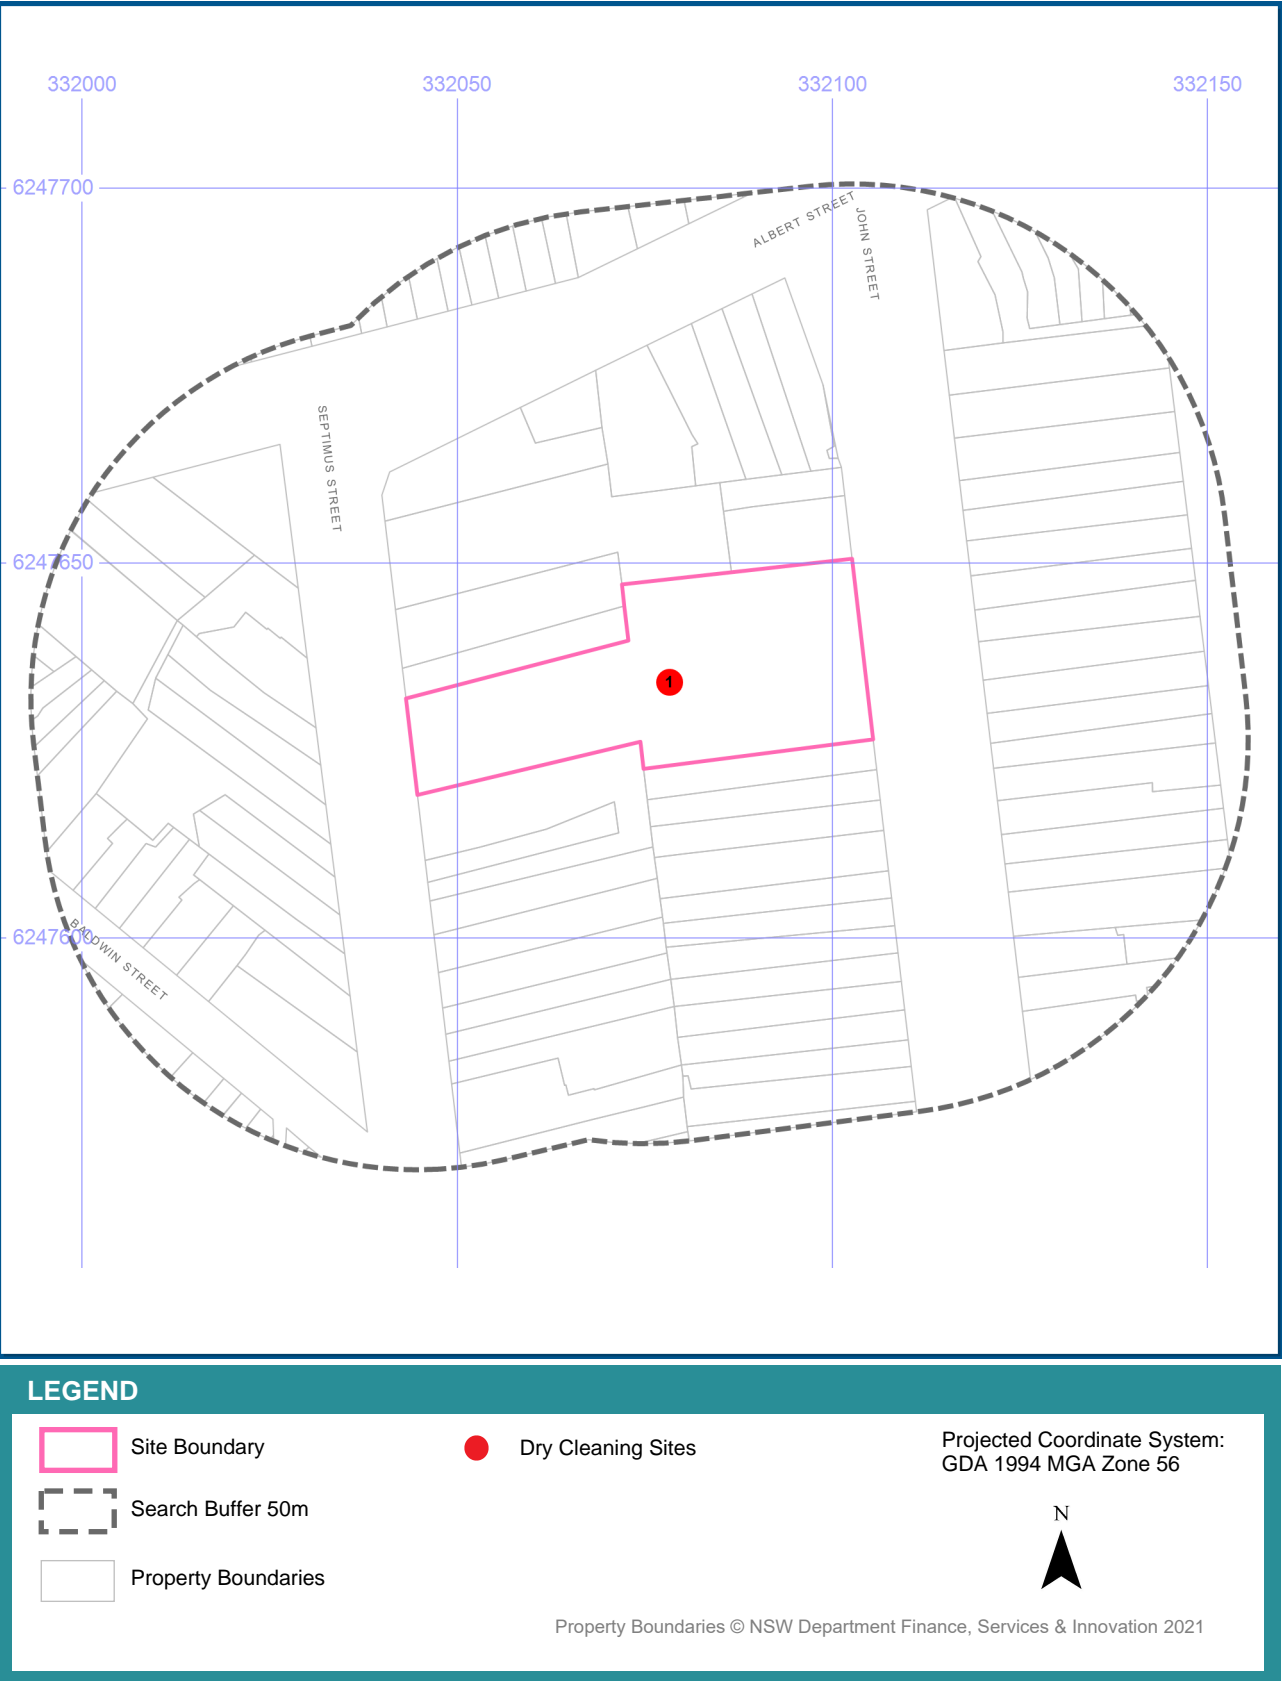 332000
332050
332100
332150
6247700
ALBERT STREET
JOHN STREET
SEPTIMUS STREET
6247650
1
6247600
BALDWIN STREET
LEGEND
Site Boundary
Search Buffer 50m
Property Boundaries
Dry Cleaning Sites
Projected Coordinate System:
GDA 1994 MGA Zone 56
N
Property Boundaries © NSW Department Finance, Services & Innovation 2021